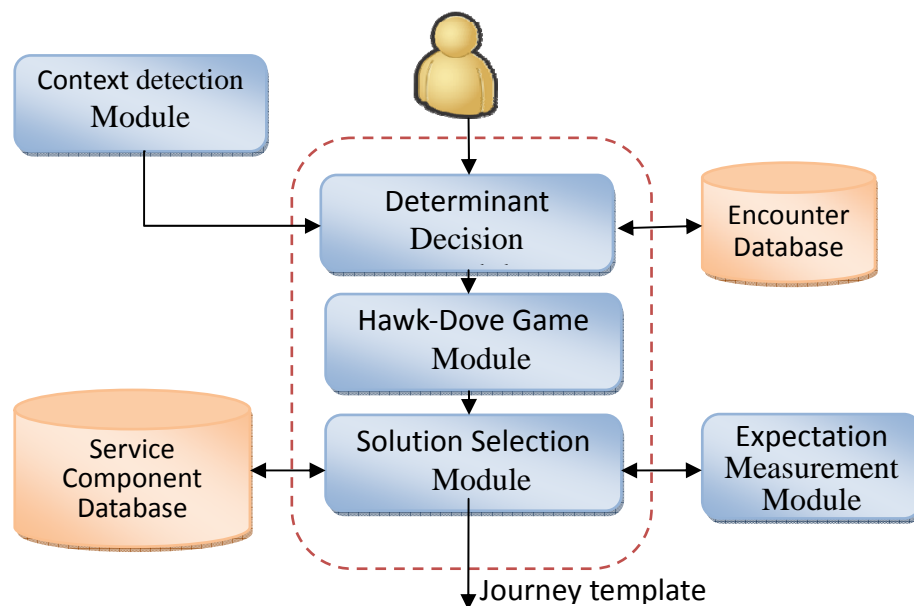 Context detection
Module
Determinant
Decision
Encounter
Database
Hawk-Dove Game
Module
Service
Component
Database
Solution Selection
Module
Expectation
Measurement
Module
Journey template